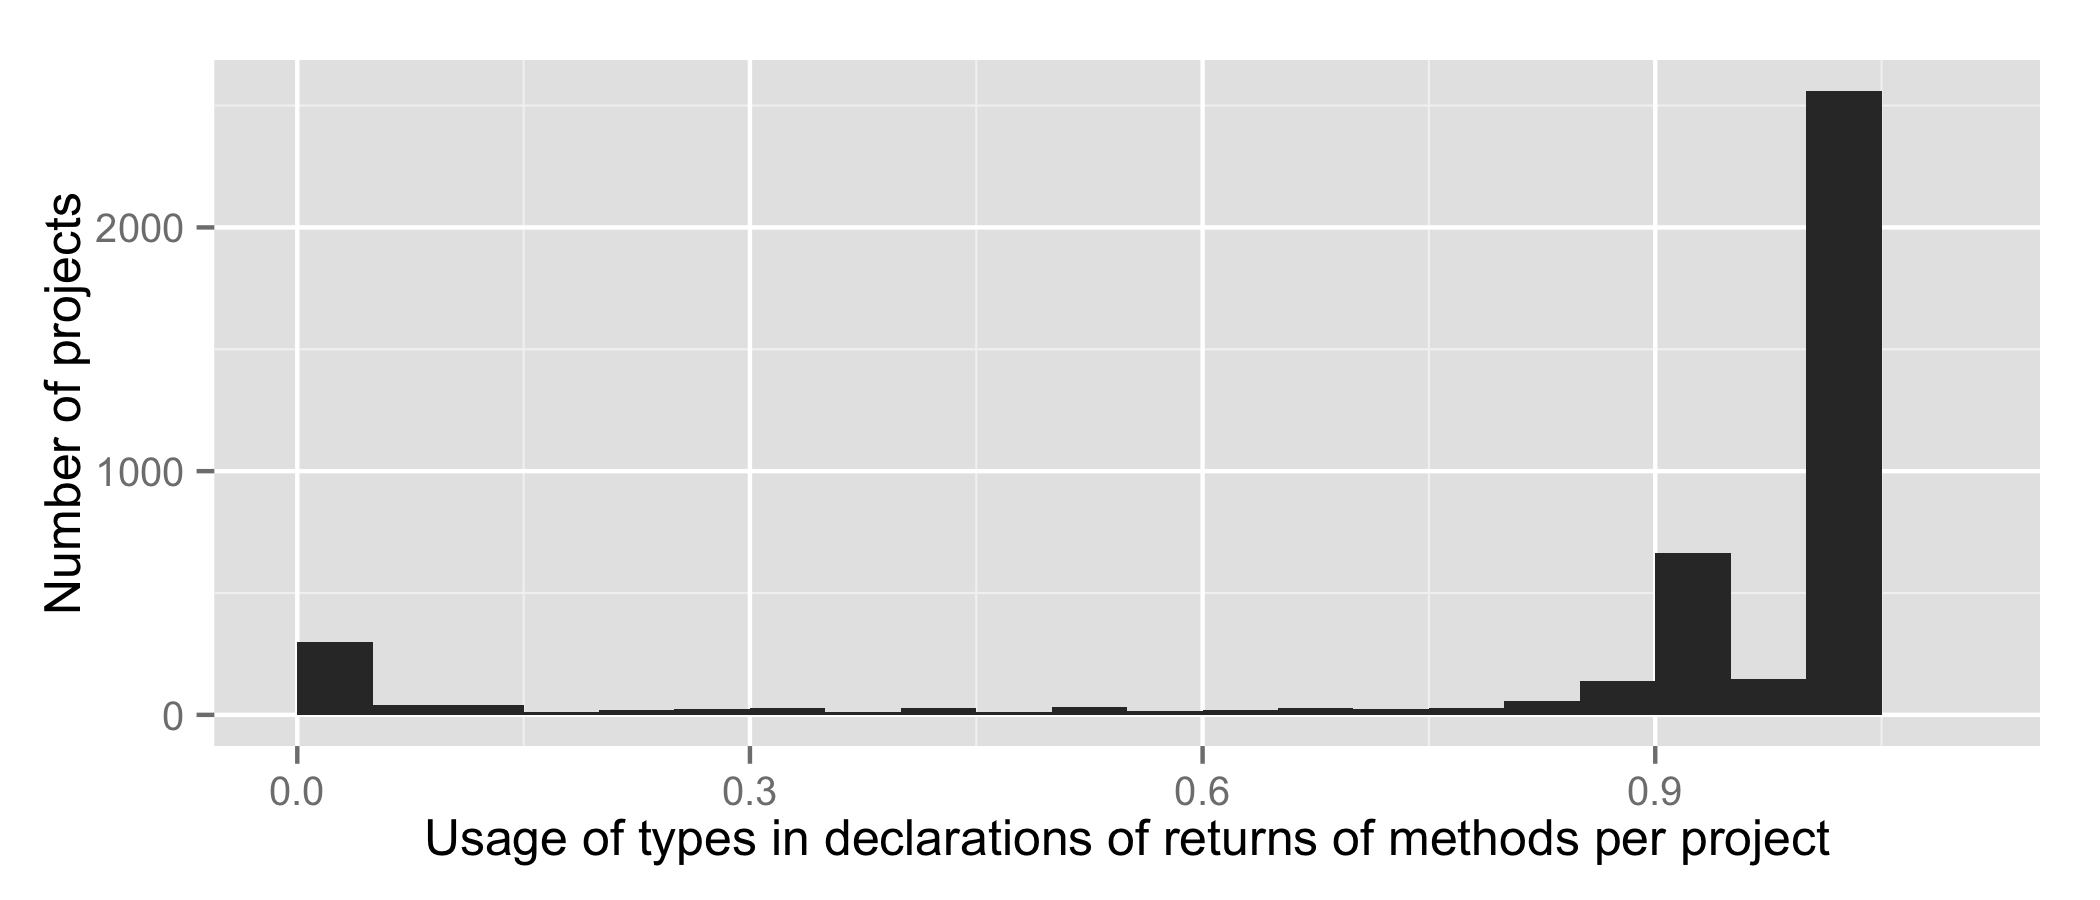 Number of projects
2000
1000
0
0.0 0.3 0.6 0.9
Usage of types in declarations of returns of methods per project